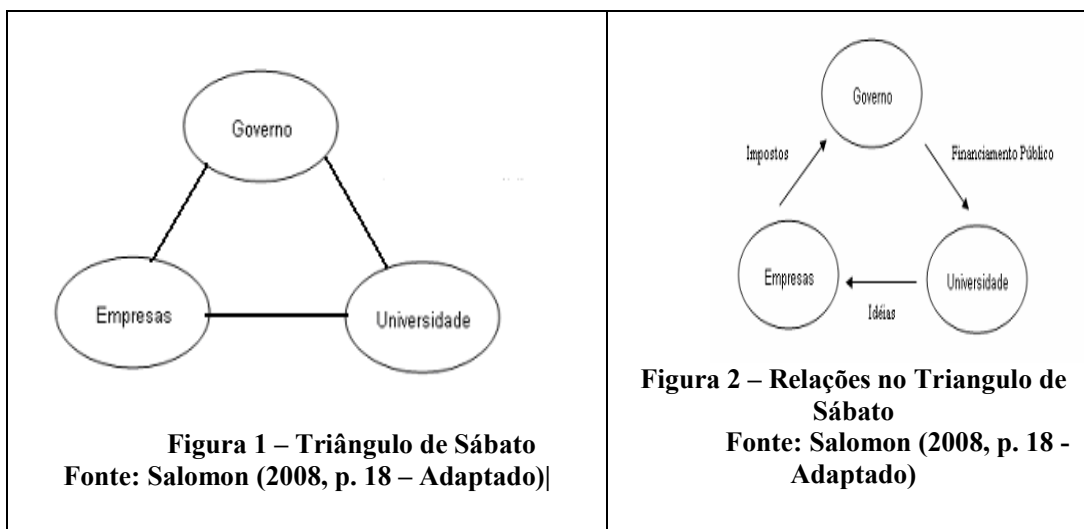 Governo
Empresas
Universidade
Figura 1 – Triângulo de Sábato
Fonte: Salomon (2008, p. 18 – Adaptado)|
Governo
Impostos
Financiamento Público
Empresas
Universidade
Idéias
Figura 2 – Relações no Triangulo de
Sábato
Fonte: Salomon (2008, p. 18 -
Adaptado)